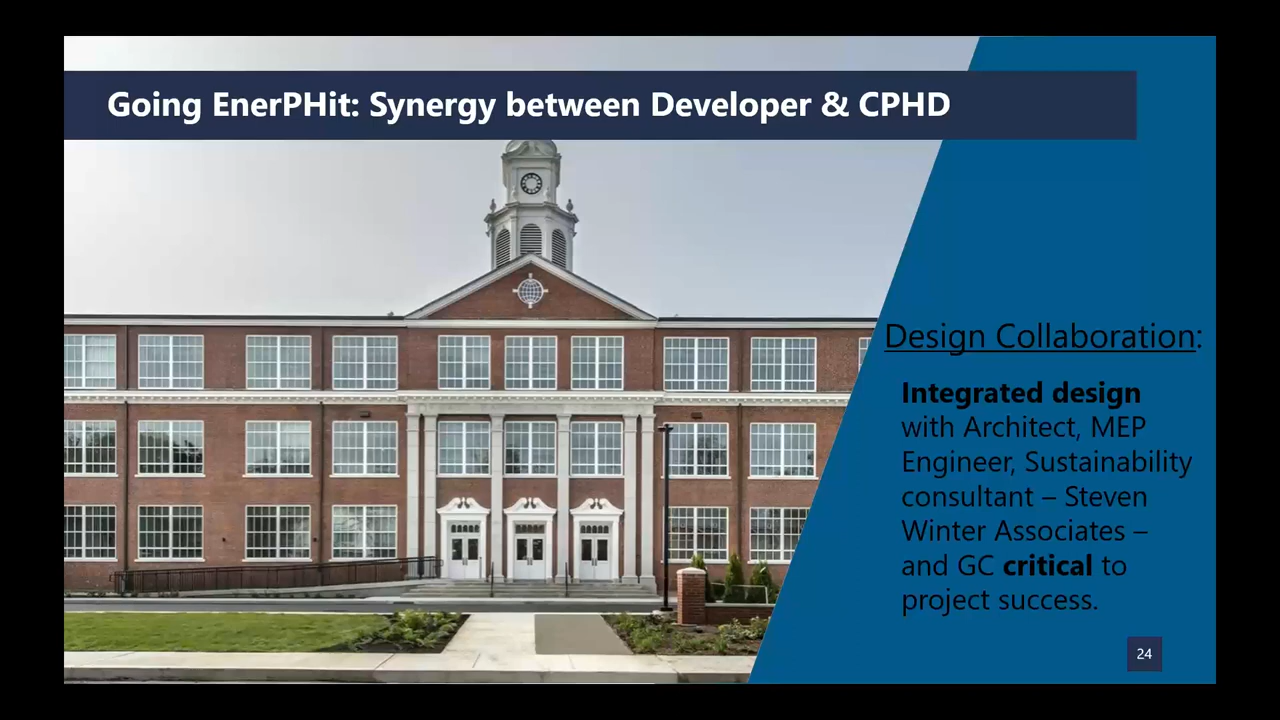 Going EnerPHit: Synergy between Developer & CPHD
Design Collaboration:
Integrated design
with Architect, MEP
Engineer, Sustainability
consultant – Steven
Winter Associates –
and GC critical to
project success.
24